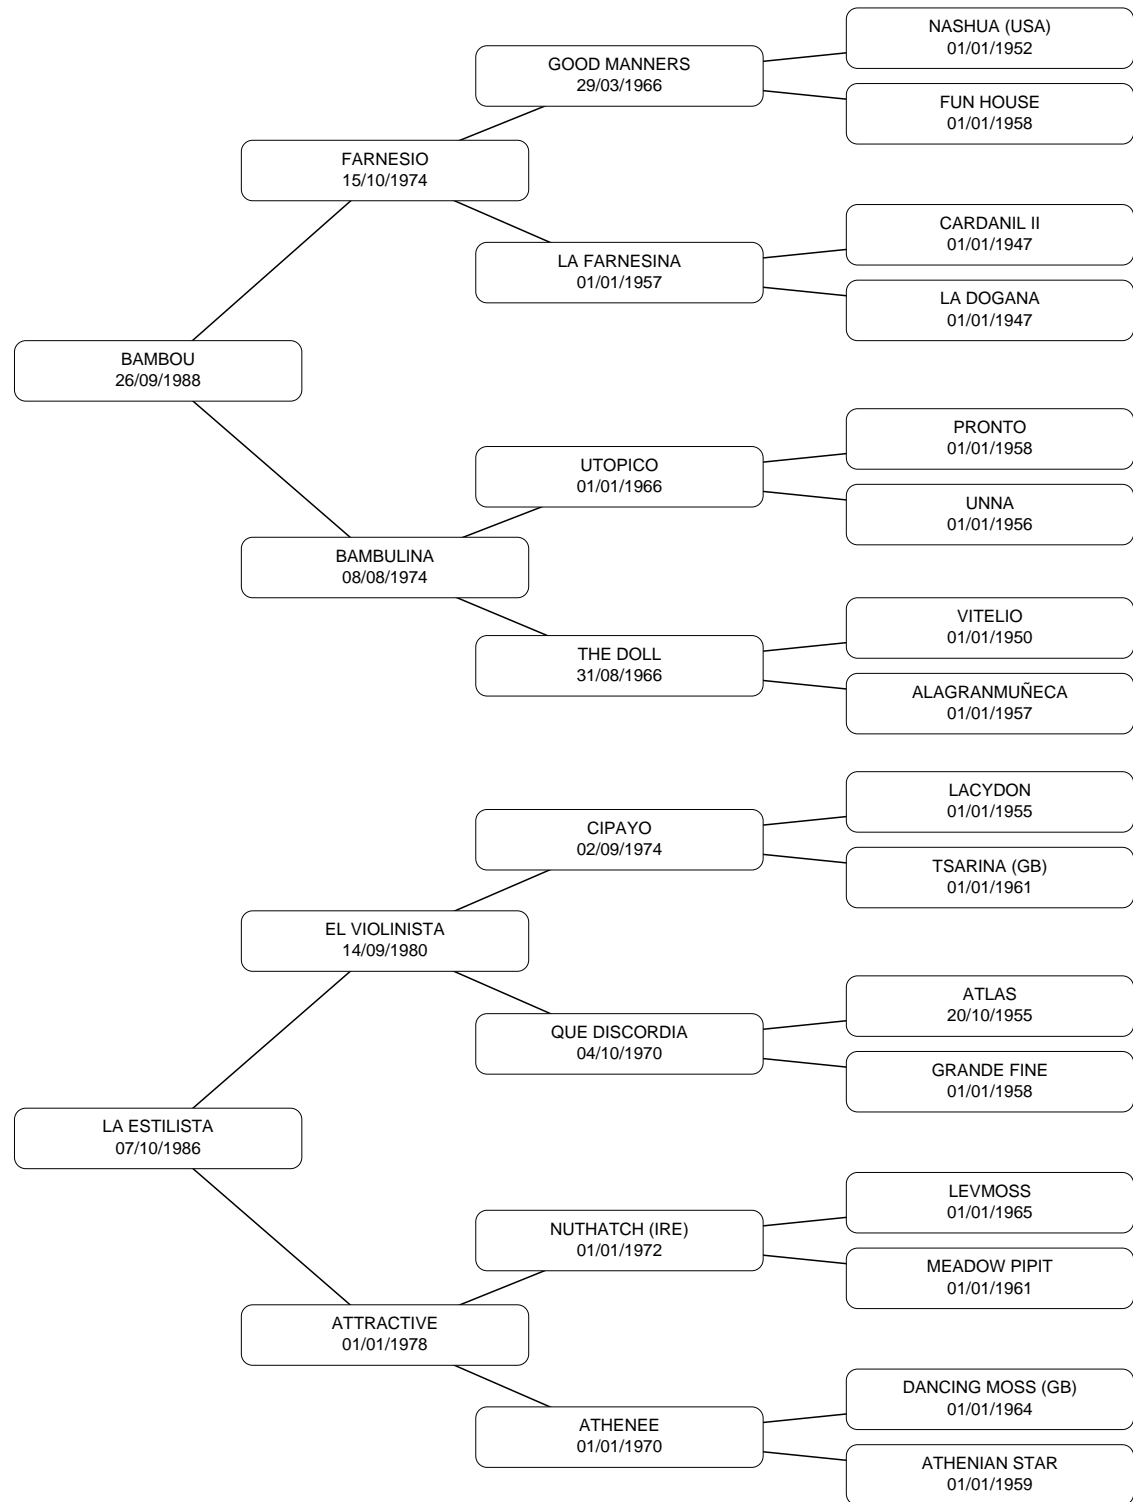 NASHUA (USA)
01/01/1952
GOOD MANNERS
29/03/1966
FUN HOUSE
01/01/1958
FARNESIO
15/10/1974
CARDANIL II
01/01/1947
LA FARNESINA
01/01/1957
LA DOGANA
01/01/1947
BAMBOU
26/09/1988
PRONTO
01/01/1958
UTOPICO
01/01/1966
UNNA
01/01/1956
BAMBULINA
08/08/1974
VITELIO
01/01/1950
THE DOLL
31/08/1966
ALAGRANMUÑECA
01/01/1957
LACYDON
01/01/1955
CIPAYO
02/09/1974
TSARINA (GB)
01/01/1961
EL VIOLINISTA
14/09/1980
ATLAS
20/10/1955
QUE DISCORDIA
04/10/1970
GRANDE FINE
01/01/1958
LA ESTILISTA
07/10/1986
LEVMOSS
01/01/1965
NUTHATCH (IRE)
01/01/1972
MEADOW PIPIT
01/01/1961
ATTRACTIVE
01/01/1978
DANCING MOSS (GB)
01/01/1964
ATHENEE
01/01/1970
ATHENIAN STAR
01/01/1959